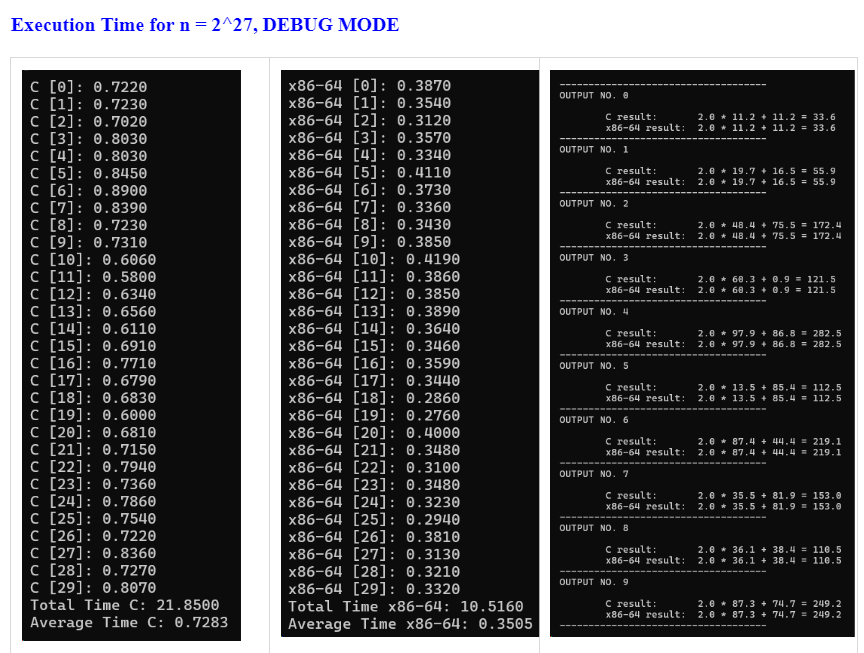 Execution Time for n = 2^27, DEBUG MODE
C [0]: 0.7220
C [1]: 0.7230
C [2]: 0.7020
C [3]: 0.8030
C [4]: 0.8030
C [5]: 0.8450
C [6]: 0.8900
C [7]: 0.8390
C [8]: 0.7230
C [9]: 0.7310
C [10]: 0.6060
C [11]: 0.5800
C [12]: 0.6340
C [13]: 0.6560
C [14]: 0.6110
C [15]: 0.6910
C [16]: 0.7710
C [17]: 0.6790
C [18]: 0.6830
C [19]: 0.6000
C [20]: 0.6810
C [21]: 0.7150
C [22]: 0.7940
C [23]: 0.7360
C [24]: 0.7860
C [25]: 0.7540
C [26]: 0.7220
C [27]: 0.8360
C [28]: 0.7270
C [29]: 0.8070
Total Time C: 21.8500
Average Time C: 0.7283
x86-64 [0]: 0.3870
x86-64 [1]: 0.3540
x86-64 [2]: 0.3120
x86-64 [3]: 0.3570
x86-64 [4]: 0.3340
x86-64 [5]: 0.4110
x86-64 [6]: 0.3730
x86-64 [7]: 0.3360
x86-64 [8]: 0.3430
x86-64 [9]: 0.3850
x86-64 [10]: 0.4190
x86-64 [11]: 0.3860
x86-64 [12]: 0.3850
x86-64 [13]: 0.3890
x86-64 [14]: 0.3640
x86-64 [15]: 0.3460
x86-64 [16]: 0.3590
x86-64 [17]: 0.3440
x86-64 [18]: 0.2860
x86-64 [19]: 0.2760
x86-64 [20]: 0.4000
x86-64 [21]: 0.3480
x86-64 [22]: 0.3100
x86-64 [23]: 0.3480
x86-64 [24]: 0.3230
x86-64 [25]: 0.2940
x86-64 [26]: 0.3810
x86-64 [27]: 0.3130
x86-64 [28]: 0.3210
x86-64 [29]: 0.3320
Total Time x86-64: 10.5160
Average Time x86-64: 0.3505
----------------------------------
OUTPUT NO. 0
C result: 2.0 * 11.2 + 11.2 = 33.6
x86-64 result: 2.0 * 11.2 + 11.2 = 33.6
----------------------------------
OUTPUT NO. 1
C result: 2.0 * 19.7 + 16.5 = 55.9
x86-64 result: 2.0 * 19.7 + 16.5 = 55.9
----------------------------------
OUTPUT NO. 2
C result: 2.0 * 48.4 + 75.5 = 172.4
x86-64 result: 2.0 * 48.4 + 75.5 = 172.4
----------------------------------
OUTPUT NO. 3
C result: 2.0 * 60.3 + 0.9 = 121.5
x86-64 result: 2.0 * 60.3 + 0.9 = 121.5
----------------------------------
OUTPUT NO. 4
C result: 2.0 * 97.9 + 86.8 = 282.5
x86-64 result: 2.0 * 97.9 + 86.8 = 282.5
----------------------------------
OUTPUT NO. 5
C result: 2.0 * 13.5 + 85.4 = 112.5
x86-64 result: 2.0 * 13.5 + 85.4 = 112.5
----------------------------------
OUTPUT NO. 6
C result: 2.0 * 87.4 + 44.4 = 219.1
x86-64 result: 2.0 * 87.4 + 44.4 = 219.1
----------------------------------
OUTPUT NO. 7
C result: 2.0 * 35.5 + 81.9 = 153.0
x86-64 result: 2.0 * 35.5 + 81.9 = 153.0
----------------------------------
OUTPUT NO. 8
C result: 2.0 * 36.1 + 38.4 = 110.5
x86-64 result: 2.0 * 36.1 + 38.4 = 110.5
----------------------------------
OUTPUT NO. 9
C result: 2.0 * 87.3 + 74.7 = 249.2
x86-64 result: 2.0 * 87.3 + 74.7 = 249.2
----------------------------------